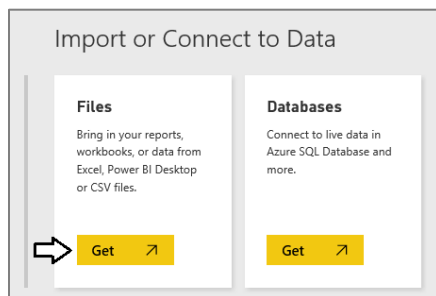 Import or Connect to Data
Files
Bring in your reports,
workbooks, or data from
Excel, Power BI Desktop
or CSV files.
Get
Databases
Connect to live data in
Azure SQL Database and
more.
Get